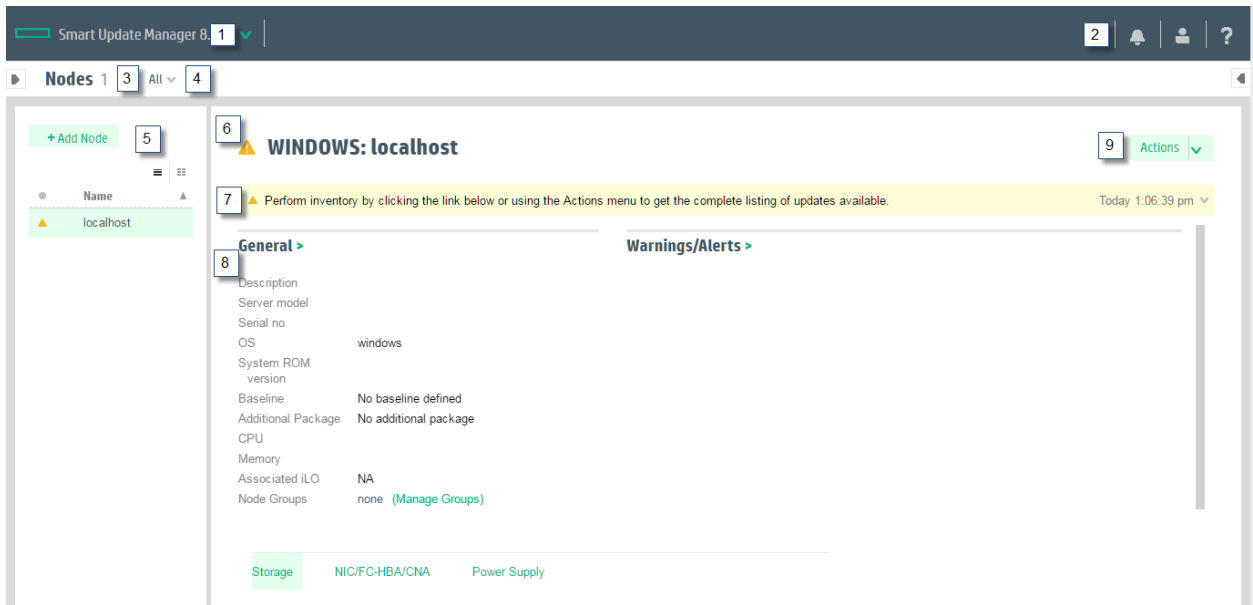 Smart Update Manager 8. 1
2
?
Nodes 1 3 All 4
+ Add Node 5
Name
localhost
6 WINDOWS: localhost
9 Actions
7 Perform inventory by clicking the link below or using the Actions menu to get the complete listing of updates available. Today 1:06:39 pm
General > Warnings/Alerts >
8
Description
Server model
Serial no
OS windows
System ROM
version
Baseline No baseline defined
Additional Package No additional package
CPU
Memory
Associated iLO NA
Node Groups none (Manage Groups)
Storage NIC/FC-HBA/CNA Power Supply